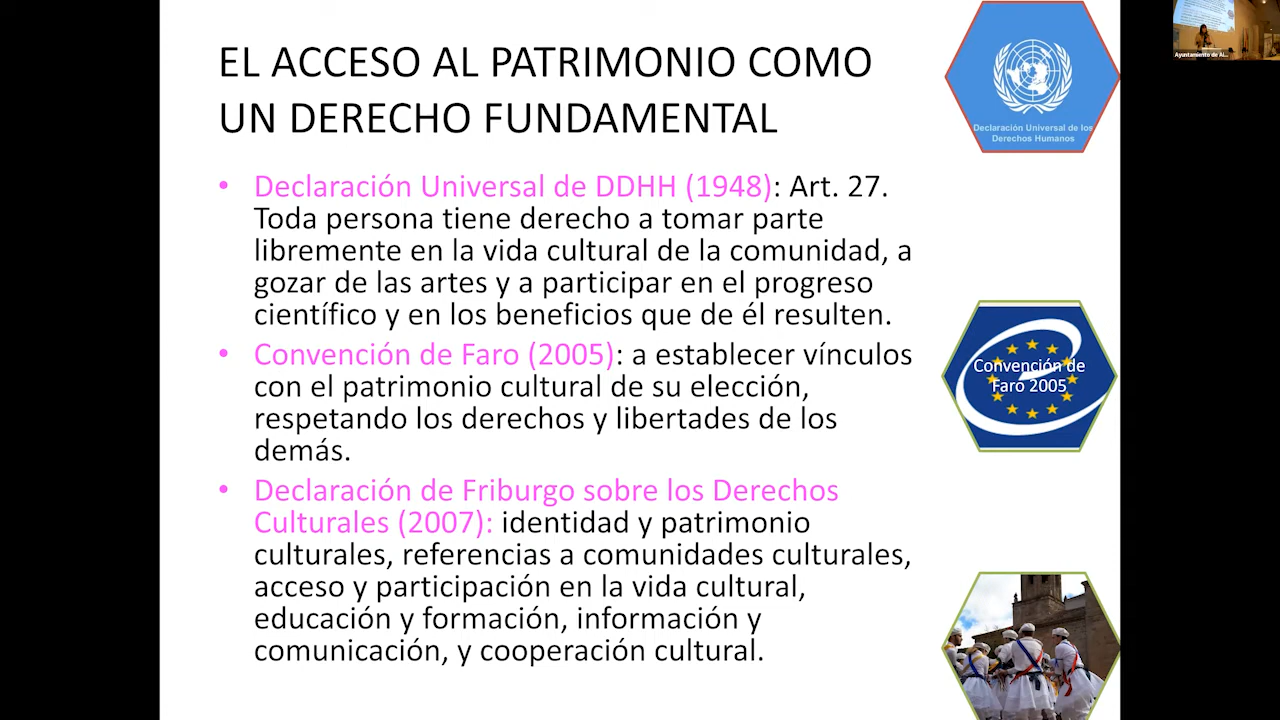 EL ACCESO AL PATRIMONIO COMO
UN DERECHO FUNDAMENTAL
• Declaración Universal de DDHH (1948): Art. 27.
Toda persona tiene derecho a tomar parte
libremente en la vida cultural de la comunidad, a
gozar de las artes y a participar en el progreso
científico y en los beneficios que de él resulten.
• Convención de Faro (2005): a establecer vínculos
con el patrimonio cultural de su elección,
respetando los derechos y libertades de los
demás.
• Declaración de Friburgo sobre los Derechos
Culturales (2007): identidad y patrimonio
culturales, referencias a comunidades culturales,
acceso y participación en la vida cultural,
educación y formación, información y
comunicación, y cooperación cultural.
Declaración Universal de los
Derechos Humanos
Convención de
Faro 2005
Ayuntamiento de Al...